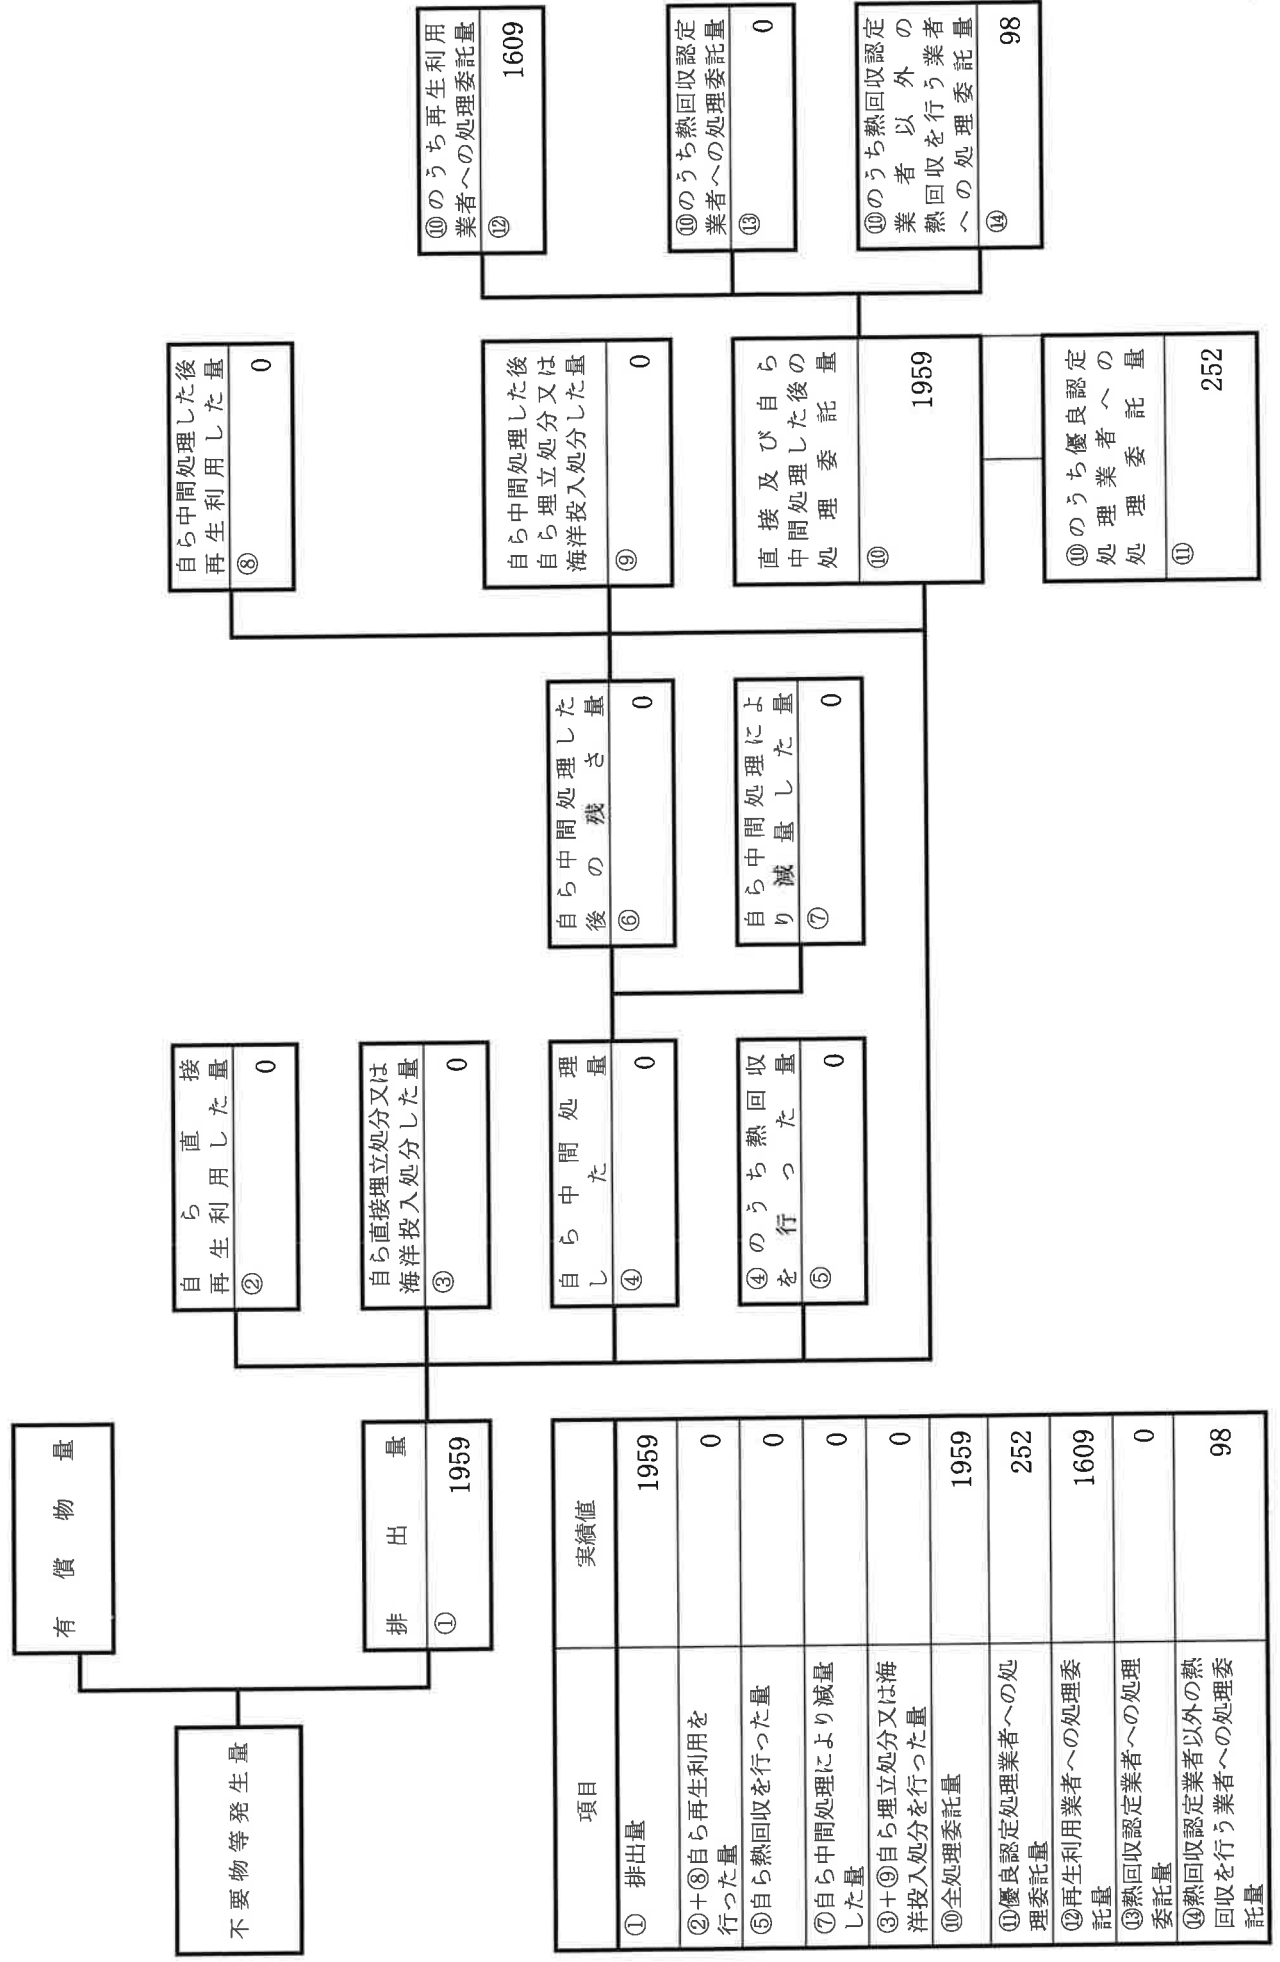 不要物等発生量
有償物量
排出量
① 1959
自ら直接
再生利用した量
② 0
自ら直接埋立処分又は
海洋投入処分した量
③ 0
自ら中間処理
した量
④ 0
④のうち熱回収
を行った量
⑤ 0
自ら中間処理した
後の残さ量
⑥ 0
自ら中間処理によ
り減量した量
⑦ 0
自ら中間処理した後
再生利用した量
⑧ 0
自ら中間処理した後
自ら埋立処分又は
海洋投入処分した量
⑨ 0
直接及び自ら
中間処理した後の
処理委託量
⑩ 1959
⑩のうち優良認定
処理業者への
処理委託量
⑪ 252
⑩のうち再生利用
業者への処理委託量
⑫ 1609
⑩のうち熱回収認定
業者への処理委託量
⑬ 0
⑩のうち熱回収認定
業者以外の
熱回収を行う業者
への処理委託量
⑭ 98
項目 実績値
① 排出量 1959
②＋⑧自ら再生利用を
行った量 0
⑤自ら熱回収を行った量 0
⑦自ら中間処理により減量
した量 0
③＋⑨自ら埋立処分又は海
洋投入処分を行った量 0
⑩全処理委託量 1959
⑪優良認定処理業者への処
理委託量 252
⑫再生利用業者への処理委
託量 1609
⑬熱回収認定業者への処理
委託量 0
⑭熱回収認定業者以外の熱
回収を行う業者への処理委
託量 98